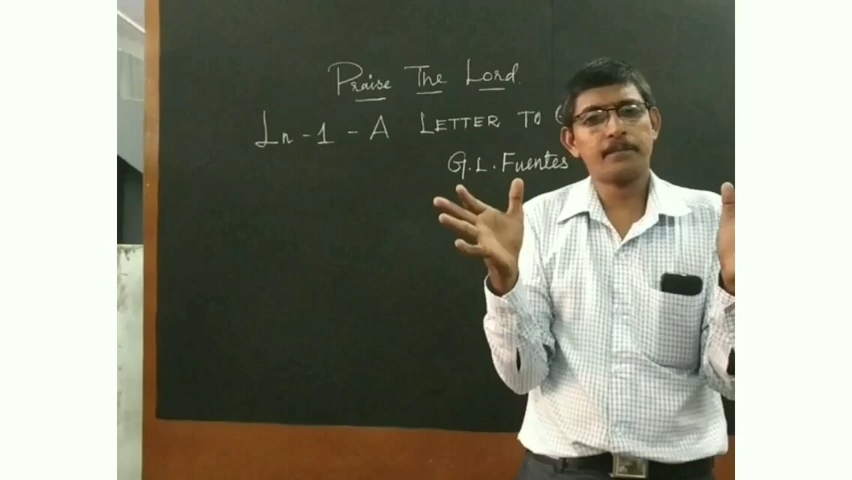 Praise The Lord.
Ln - 1 - A LETTER TO
G. L. Fuentes